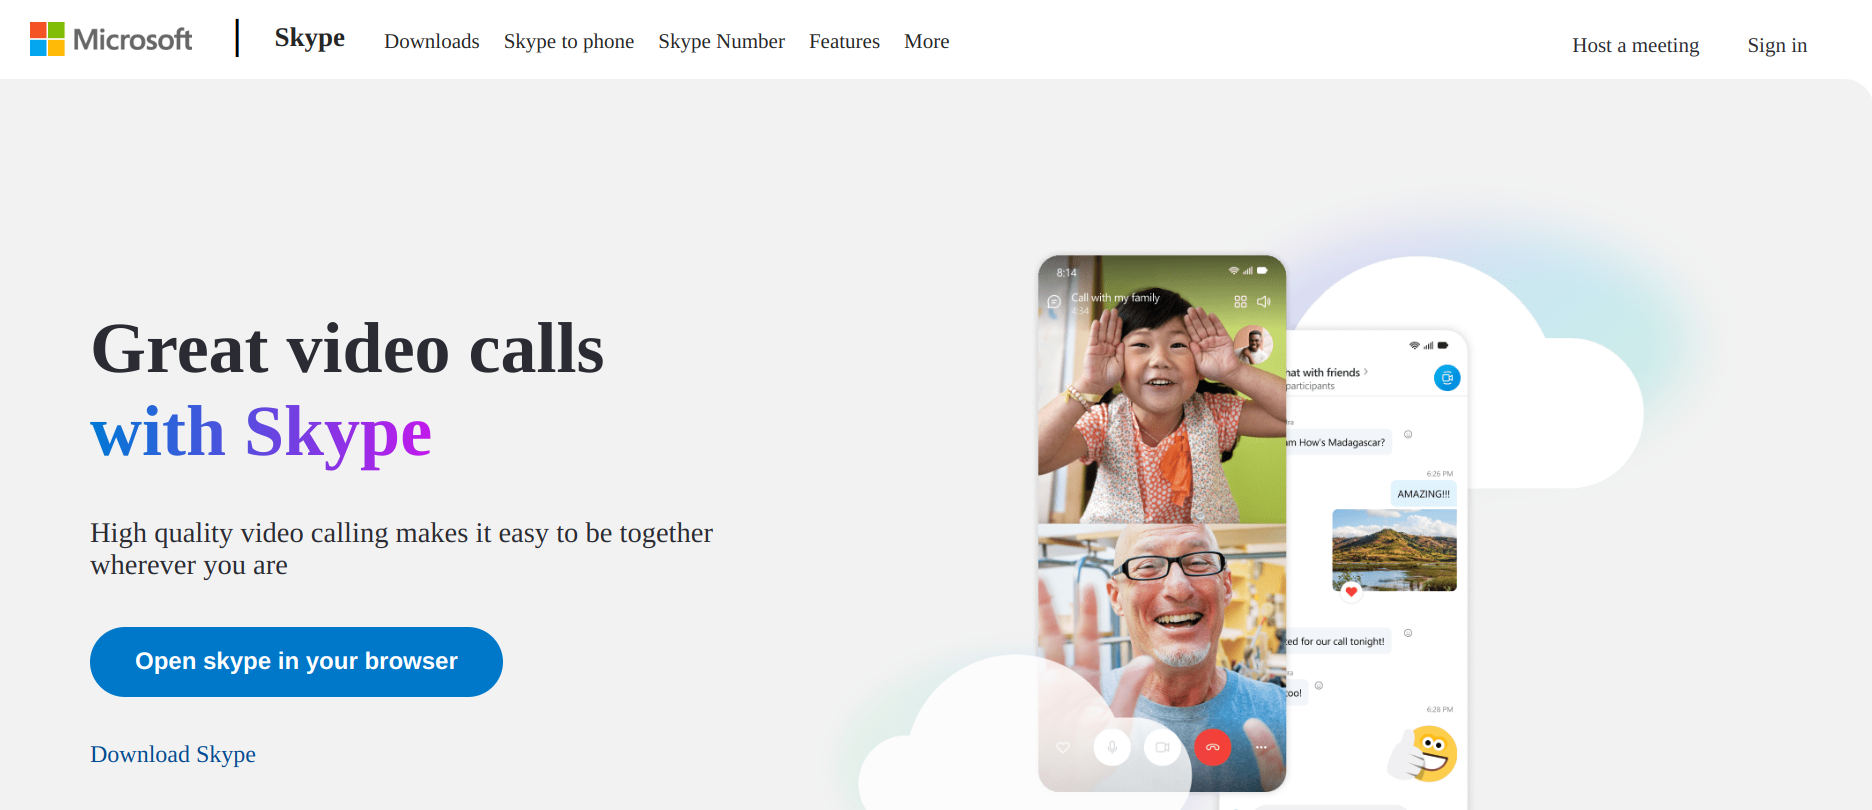 Microsoft
Skype
Downloads
Skype to phone
Skype Number
Features
More
Host a meeting
Sign in
Great video calls
with Skype
High quality video calling makes it easy to be together
wherever you are
Open skype in your browser
Download Skype
8:14
Call with my family
4:34
hat with friends
participants
am How's Madagascar?
6:26 PM
AMAZING!!!
ed for our call tonight!
too!
6:28 PM